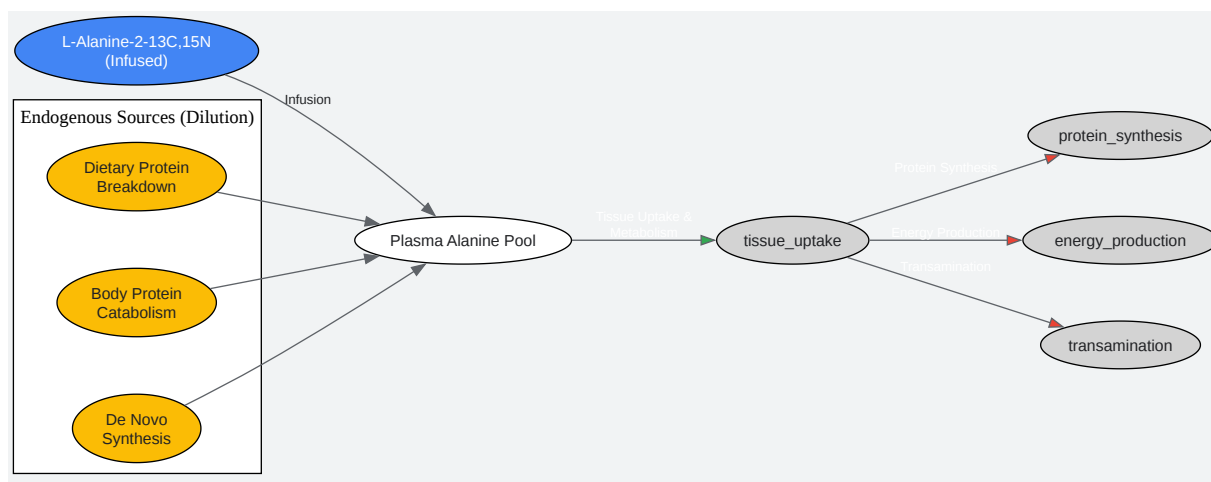 L-Alanine-2-13C,15N
(Infused)
Infusion
Endogenous Sources (Dilution)
Dietary Protein
Breakdown
Body Protein
Catabolism
De Novo
Synthesis
Plasma Alanine Pool
Tissue Uptake &
Metabolism
tissue_uptake
Protein Synthesis
Energy Production
Transamination
protein_synthesis
energy_production
transamination